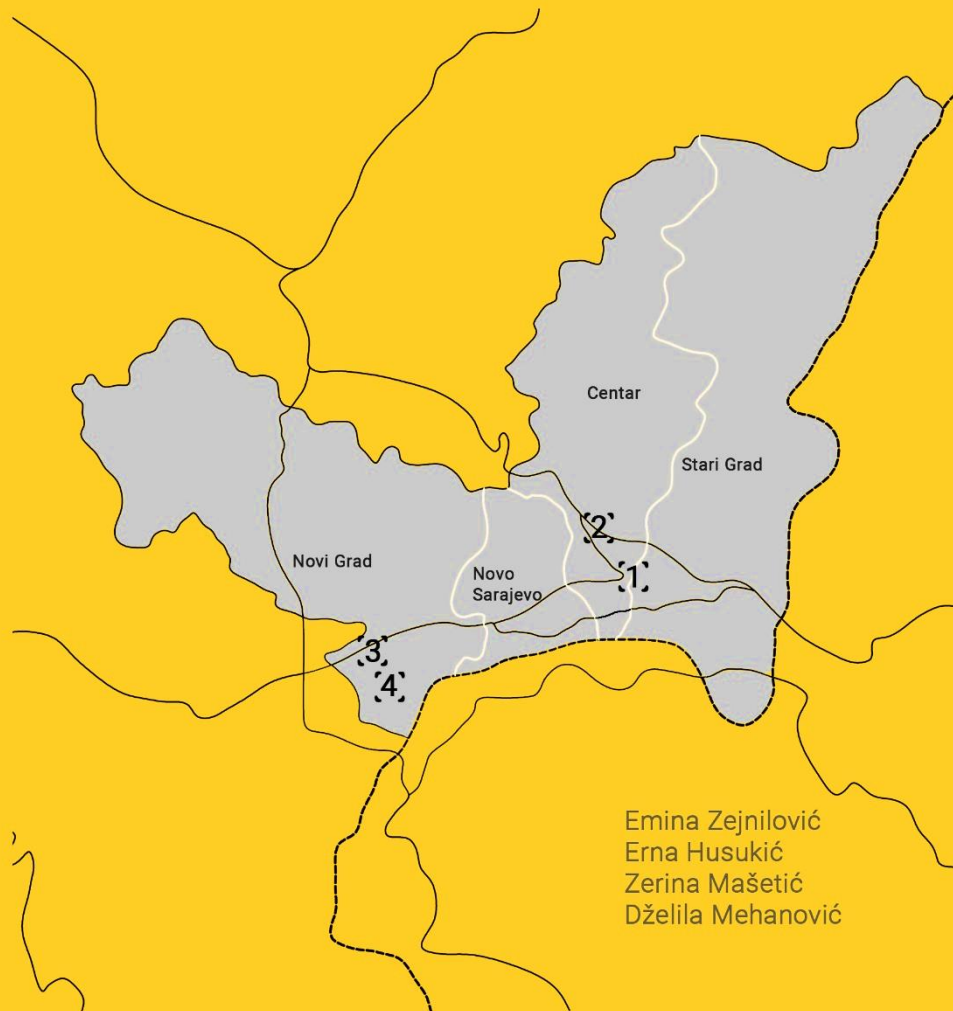 Centar
Stari Grad
2
Novi Grad
Novo
Sarajevo
1
3
4
Emina Zejnilović
Erna Husukić
Zerina Mašetić
Dželila Mehanović